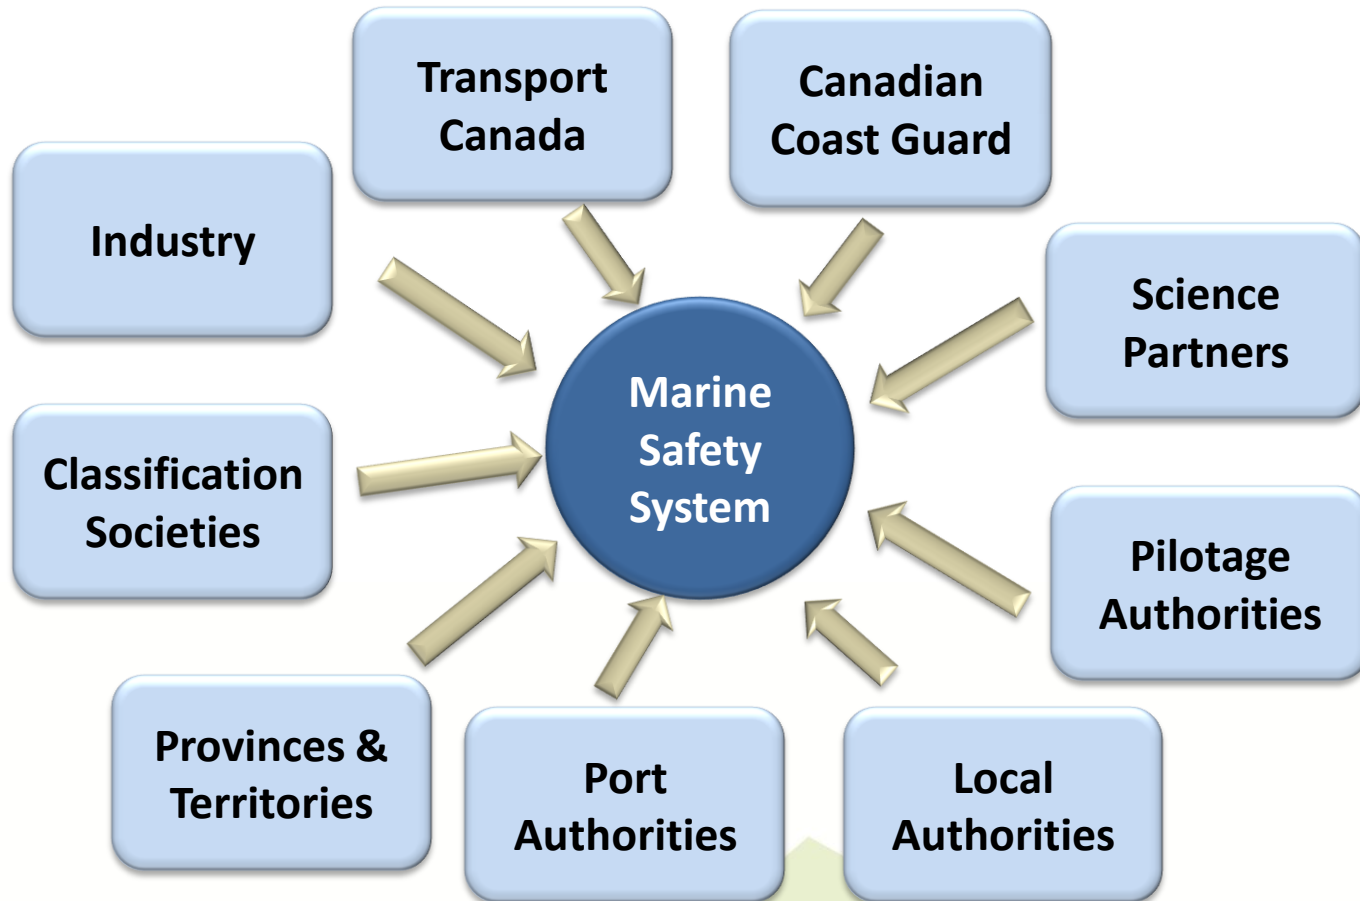 Transport
Canada
Canadian
Coast Guard
Industry
Science
Partners
Marine
Safety
System
Classification
Societies
Pilotage
Authorities
Provinces &
Territories
Port
Authorities
Local
Authorities